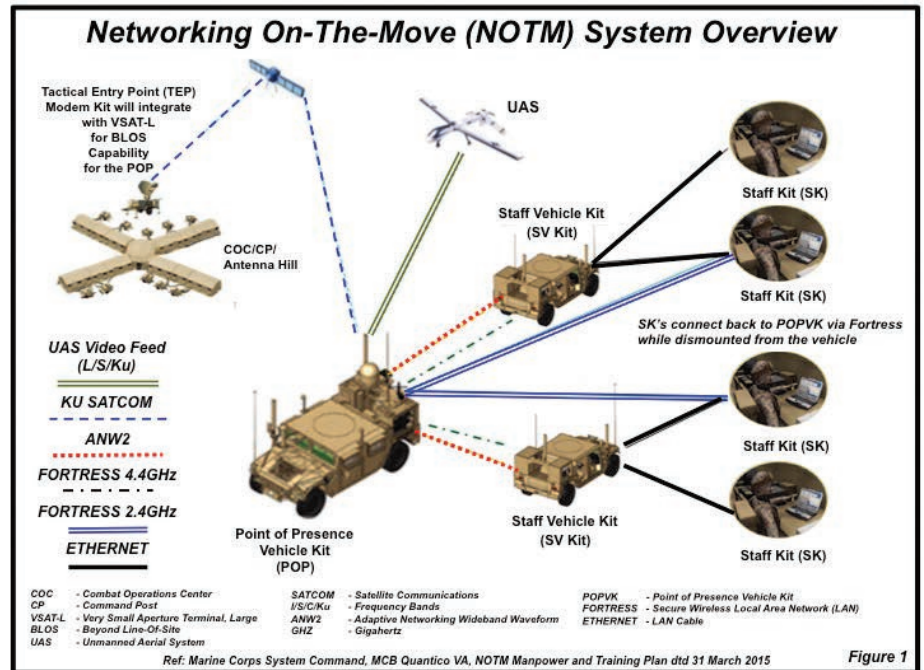 Networking On-The-Move (NOTM) System Overview
Tactical Entry Point (TEP)
Modem Kit will integrate
with VSAT-L
for BLOS
Capability
for the POP
UAS
COC/CP/
Antenna Hill
Staff Vehicle Kit
(SV Kit)
Staff Kit (SK)
Staff Kit (SK)
SK's connect back to POPVK via Fortress
while dismounted from the vehicle
Staff Kit (SK)
Staff Kit (SK)
Staff Vehicle Kit
(SV Kit)
Point of Presence
Vehicle Kit
(POP)
UAS Video Feed
(L/S/Ku)
KU SATCOM
ANW2
FORTRESS 4.4GHz
FORTRESS 2.4GHz
ETHERNET
COC - Combat Operations Center
CP - Command Post
VSAT-L - Very Small Aperture Terminal, Large
BLOS - Beyond Line-Of-Site
UAS - Unmanned Aerial System
SATCOM - Satellite Communications
l/S/C/Ku - Frequency Bands
ANW2 - Adaptive Networking Wideband Waveform
GHZ - Gigahertz
POPVK - Point of Presence Vehicle Kit
FORTRESS - Secure Wireless Local Area Network (LAN)
ETHERNET - LAN Cable
Ref: Marine Corps System Command, MCB Quantico VA, NOTM Manpower and Training Plan dtd 31 March 2015
Figure 1